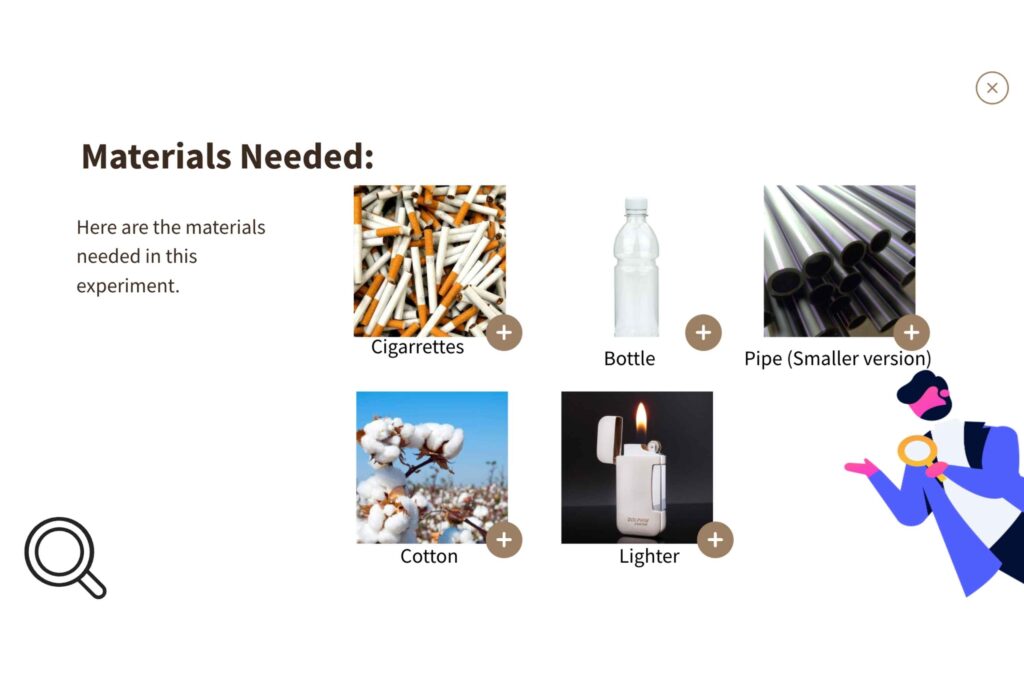 Materials Needed:
Here are the materials
needed in this
experiment.
Cigarrettes
Bottle
Pipe (Smaller version)
Cotton
Lighter